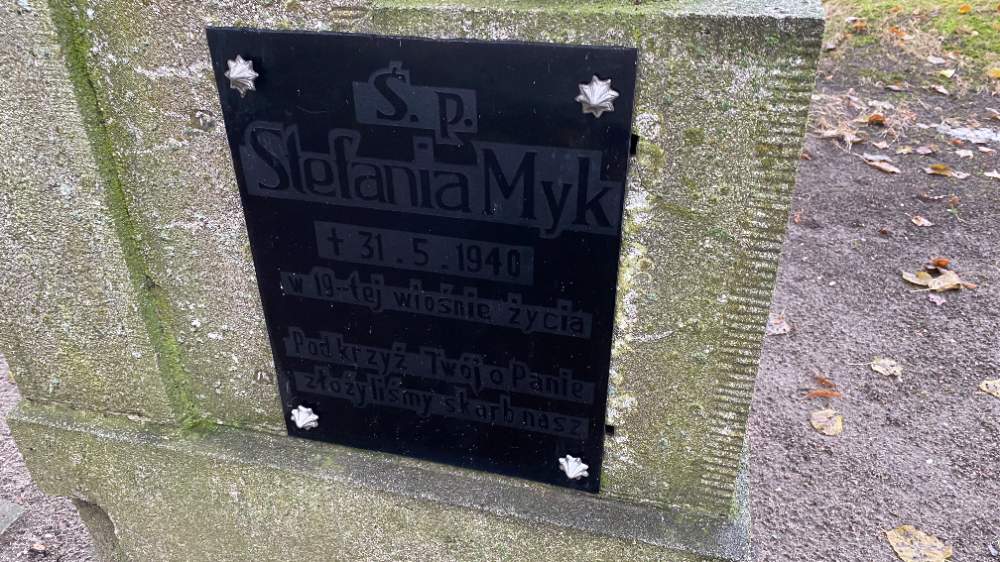 Ś. p.
Stefania Myk
† 31.5.1940
w 19-tej wiośnie życia
Pod krzyż Twój o Panie
złożyliśmy skarb nasz